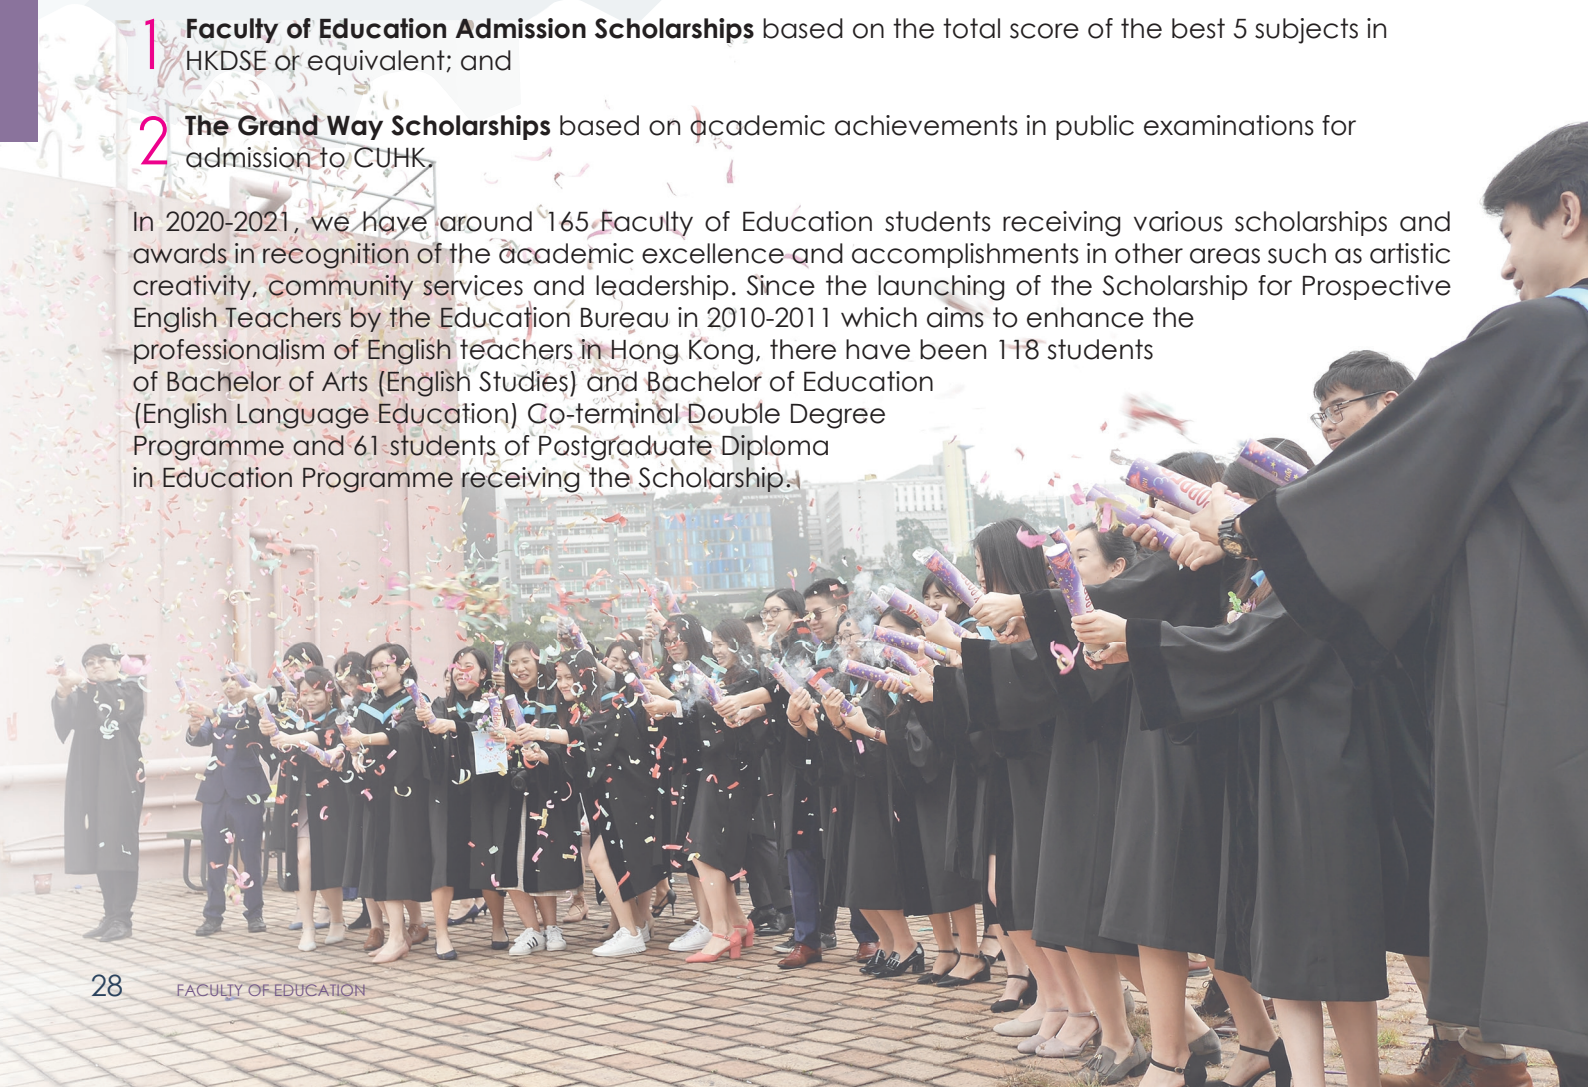 1 Faculty of Education Admission Scholarships based on the total score of the best 5 subjects in
HKDSE or equivalent; and
2 The Grand Way Scholarships based on academic achievements in public examinations for
admission to CUHK.
In 2020-2021, we have around 165 Faculty of Education students receiving various scholarships and
awards in recognition of the academic excellence and accomplishments in other areas such as artistic
creativity, community services and leadership. Since the launching of the Scholarship for Prospective
English Teachers by the Education Bureau in 2010-2011 which aims to enhance the
professionalism of English teachers in Hong Kong, there have been 118 students
of Bachelor of Arts (English Studies) and Bachelor of Education
(English Language Education) Co-terminal Double Degree
Programme and 61 students of Postgraduate Diploma
in Education Programme receiving the Scholarship.
28 FACULTY OF EDUCATION